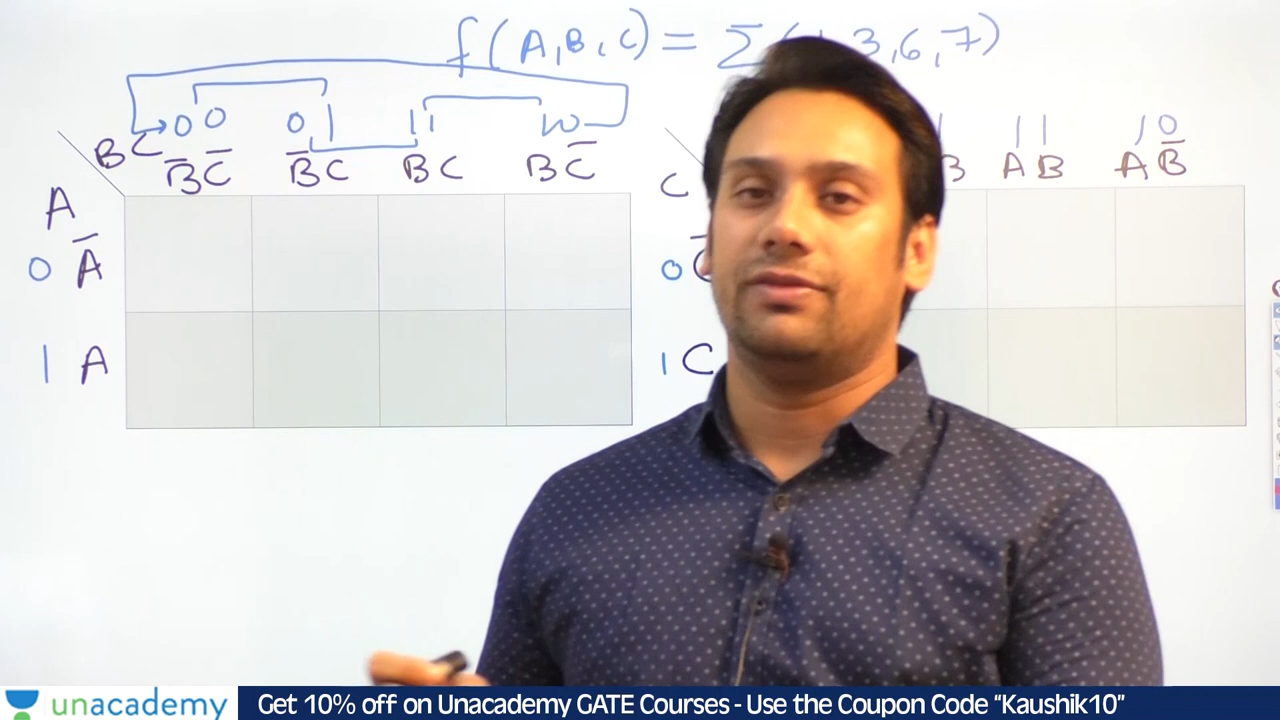 f(A,B,C) = Σ( ,3,6,7)
00 01 11 10
BC
B̅C̅ B̅C BC BC̅
A
0 A̅
1 A
11 10
C B AB AB̅
0
1 C
unacademy
Get 10% off on Unacademy GATE Courses - Use the Coupon Code “Kaushik10”